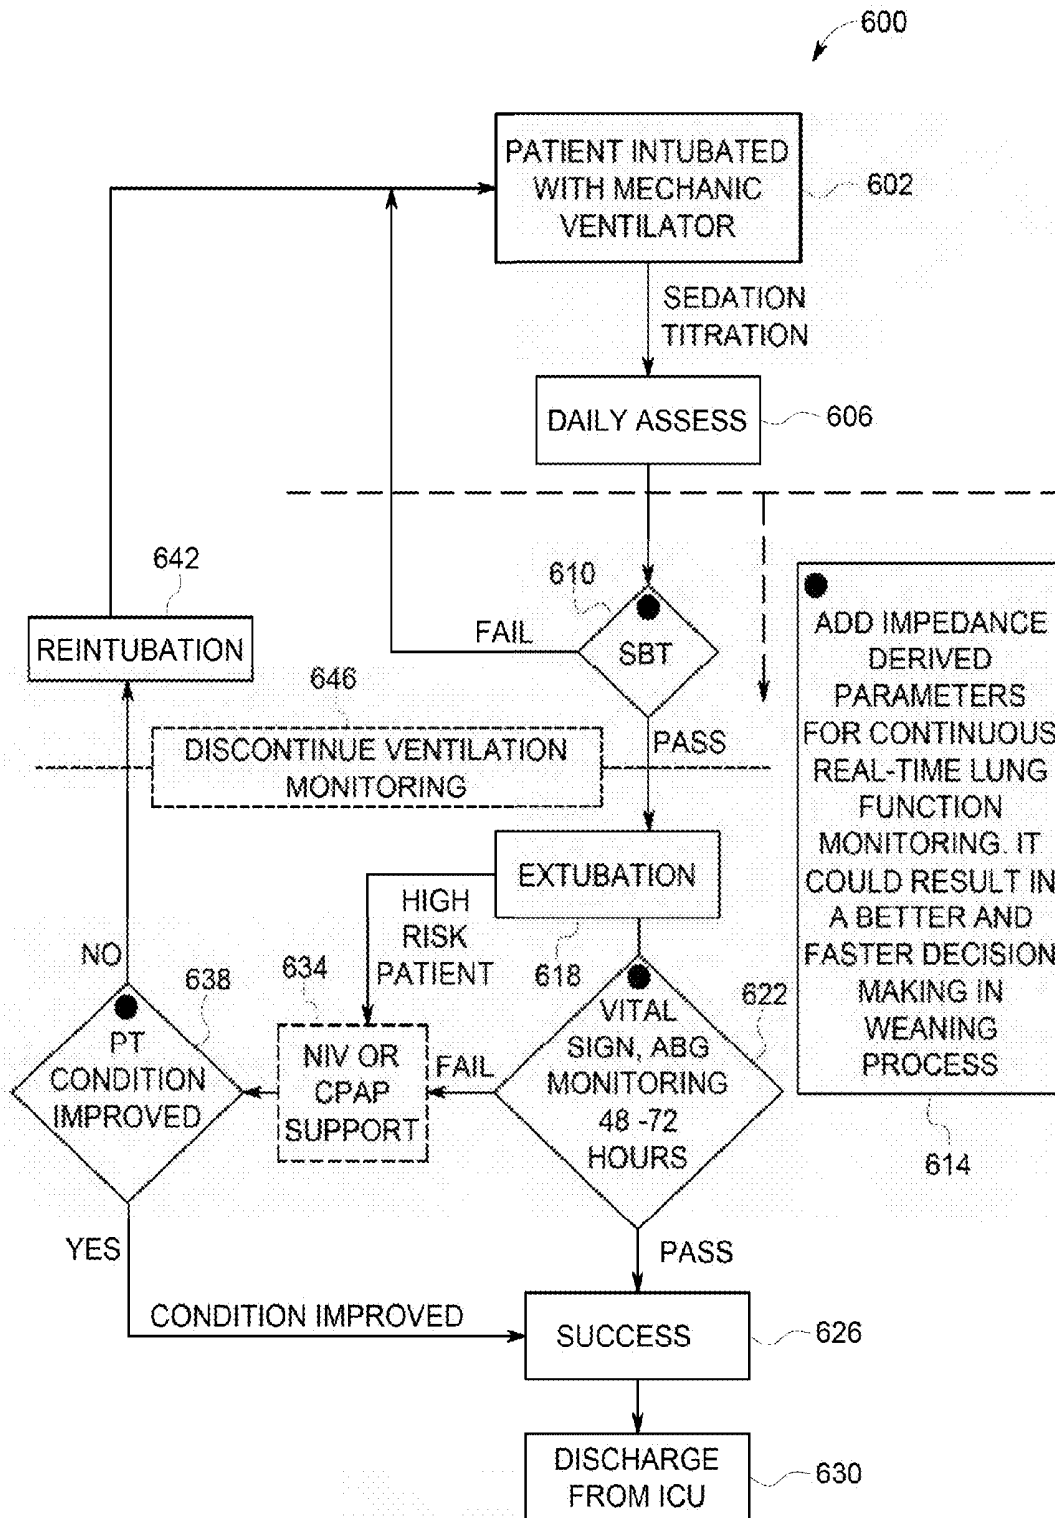 600
PATIENT INTUBATED
WITH MECHANIC
VENTILATOR
602
SEDATION
TITRATION
DAILY ASSESS
606
642
610
REINTUBATION
FAIL
SBT
646
DISCONTINUE VENTILATION
MONITORING
PASS
ADD IMPEDANCE
DERIVED
PARAMETERS
FOR CONTINUOUS
REAL-TIME LUNG
FUNCTION
MONITORING. IT
COULD RESULT IN
A BETTER AND
FASTER DECISION
MAKING IN
WEANING
PROCESS
614
EXTUBATION
618
HIGH
RISK
PATIENT
634
NO
638
PT
CONDITION
IMPROVED
NIV OR
CPAP
SUPPORT
FAIL
VITAL
SIGN, ABG
MONITORING
48 -72
HOURS
622
YES
PASS
CONDITION IMPROVED
SUCCESS
626
DISCHARGE
FROM ICU
630